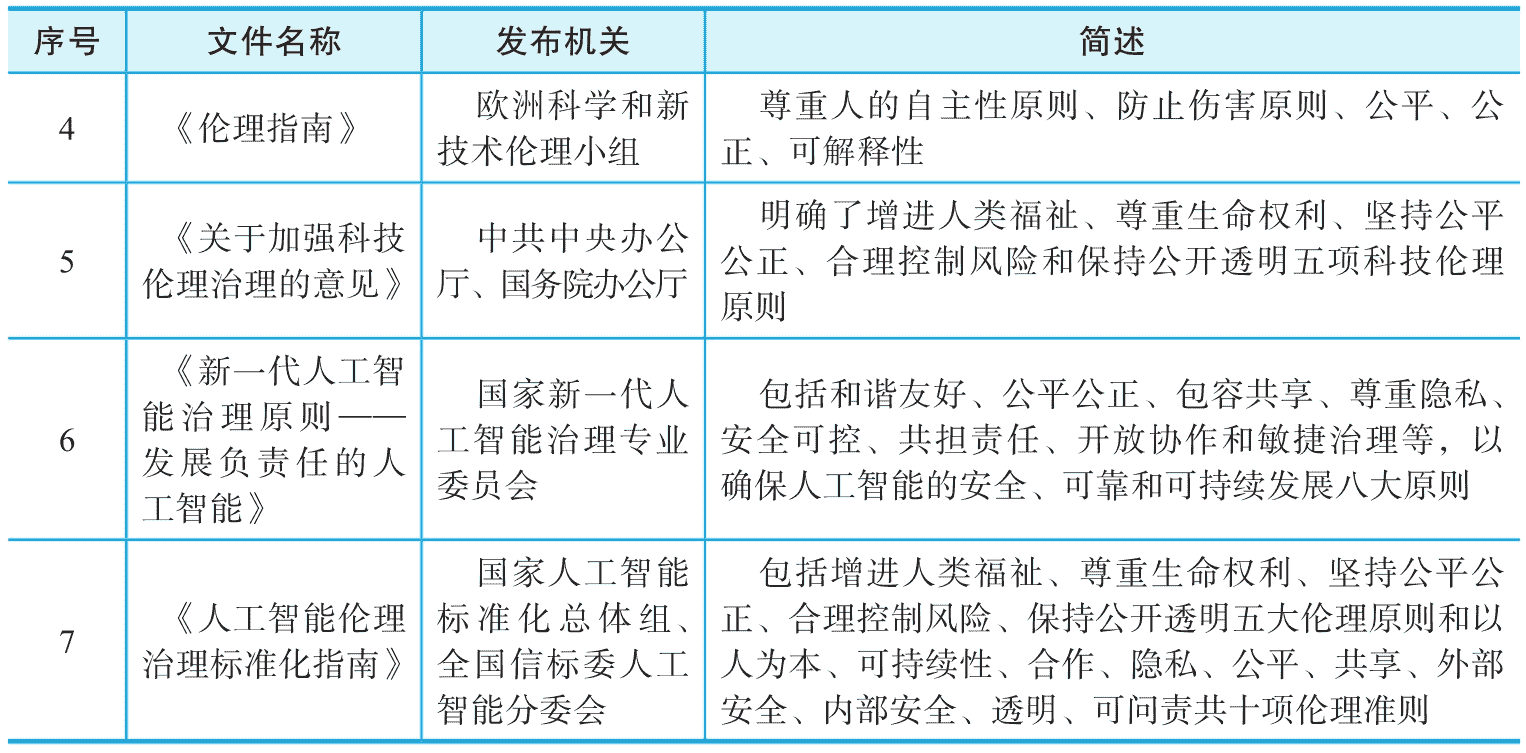 序号 文件名称 发布机关 简述
4
《伦理指南》
欧洲科学和新
技术伦理小组
尊重人的自主性原则、防止伤害原则、公平、公
正、可解释性
5
《关于加强科技
伦理治理的意见》
中共中央办公
厅、国务院办公厅
明确了增进人类福祉、尊重生命权利、坚持公平
公正、合理控制风险和保持公开透明五项科技伦理
原则
6
《新一代人工智
能治理原则——
发展负责任的人
工智能》
国家新一代人
工智能治理专业
委员会
包括和谐友好、公平公正、包容共享、尊重隐私、
安全可控、共担责任、开放协作和敏捷治理等，以
确保人工智能的安全、可靠和可持续发展八大原则
7
《人工智能伦理
治理标准化指南》
国家人工智能
标准化总体组、
全国信标委人工
智能分委会
包括增进人类福祉、尊重生命权利、坚持公平公
正、合理控制风险、保持公开透明五大伦理原则和以
人为本、可持续性、合作、隐私、公平、共享、外部
安全、内部安全、透明、可问责共十项伦理准则